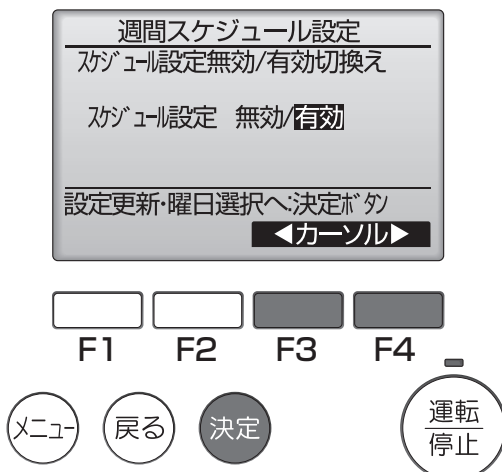 週間スケジュール設定
スケジュール設定無効/有効切換え
スケジュール設定 無効/有効
設定更新・曜日選択へ:決定ボタン
◀カーソル▶
F1 F2 F3 F4
メニュー 戻る 決定 運転
停止